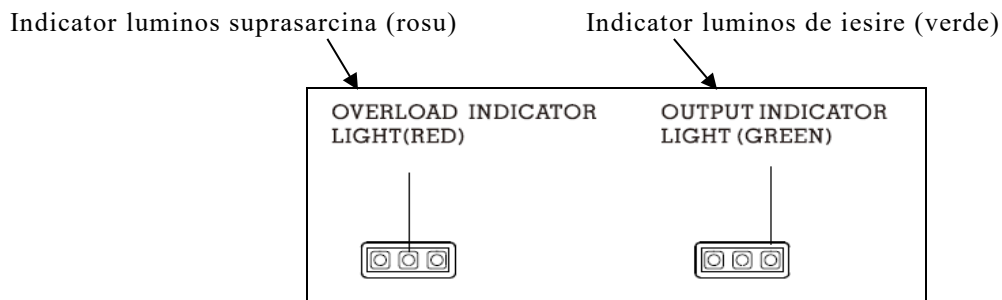 Indicator luminos suprasarcina (rosu) Indicator luminos de iesire (verde)
OVERLOAD INDICATOR
LIGHT(RED)
OUTPUT INDICATOR
LIGHT (GREEN)